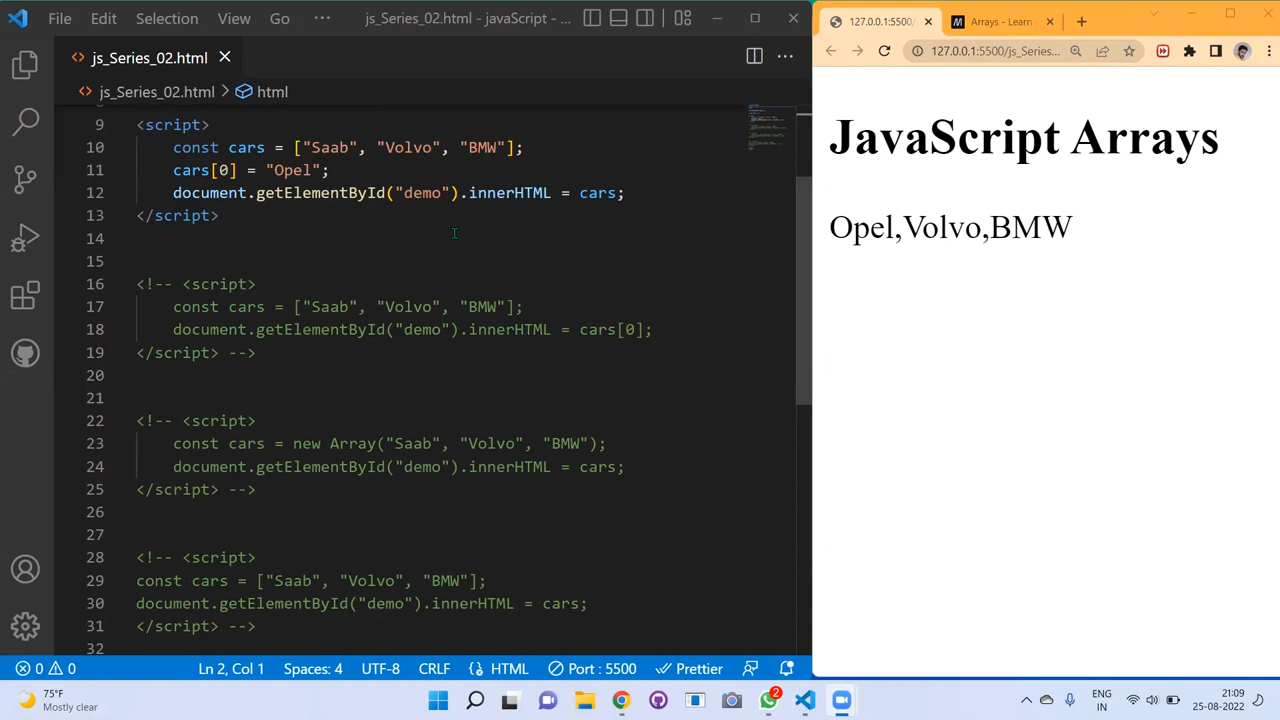 File Edit Selection View Go ··· js_Series_02.html - javaScript - ...
js_Series_02.html
js_Series_02.html > html
9 <script>
10 const cars = ["Saab", "Volvo", "BMW"];
11 cars[0] = "Opel";
12 document.getElementById("demo").innerHTML = cars;
13 </script>
14
15
16 <!-- <script>
17 const cars = ["Saab", "Volvo", "BMW"];
18 document.getElementById("demo").innerHTML = cars[0];
19 </script> -->
20
21
22 <!-- <script>
23 const cars = new Array("Saab", "Volvo", "BMW");
24 document.getElementById("demo").innerHTML = cars;
25 </script> -->
26
27
28 <!-- <script>
29 const cars = ["Saab", "Volvo", "BMW"];
30 document.getElementById("demo").innerHTML = cars;
31 </script> -->
32
0 0 Ln 2, Col 1 Spaces: 4 UTF-8 CRLF {} HTML Port : 5500 Prettier
127.0.0.1:5500/ Arrays - Learn
127.0.0.1:5500/js_Series...
JavaScript Arrays
Opel,Volvo,BMW
75°F
Mostly clear
2
ENG
IN
21:09
25-08-2022